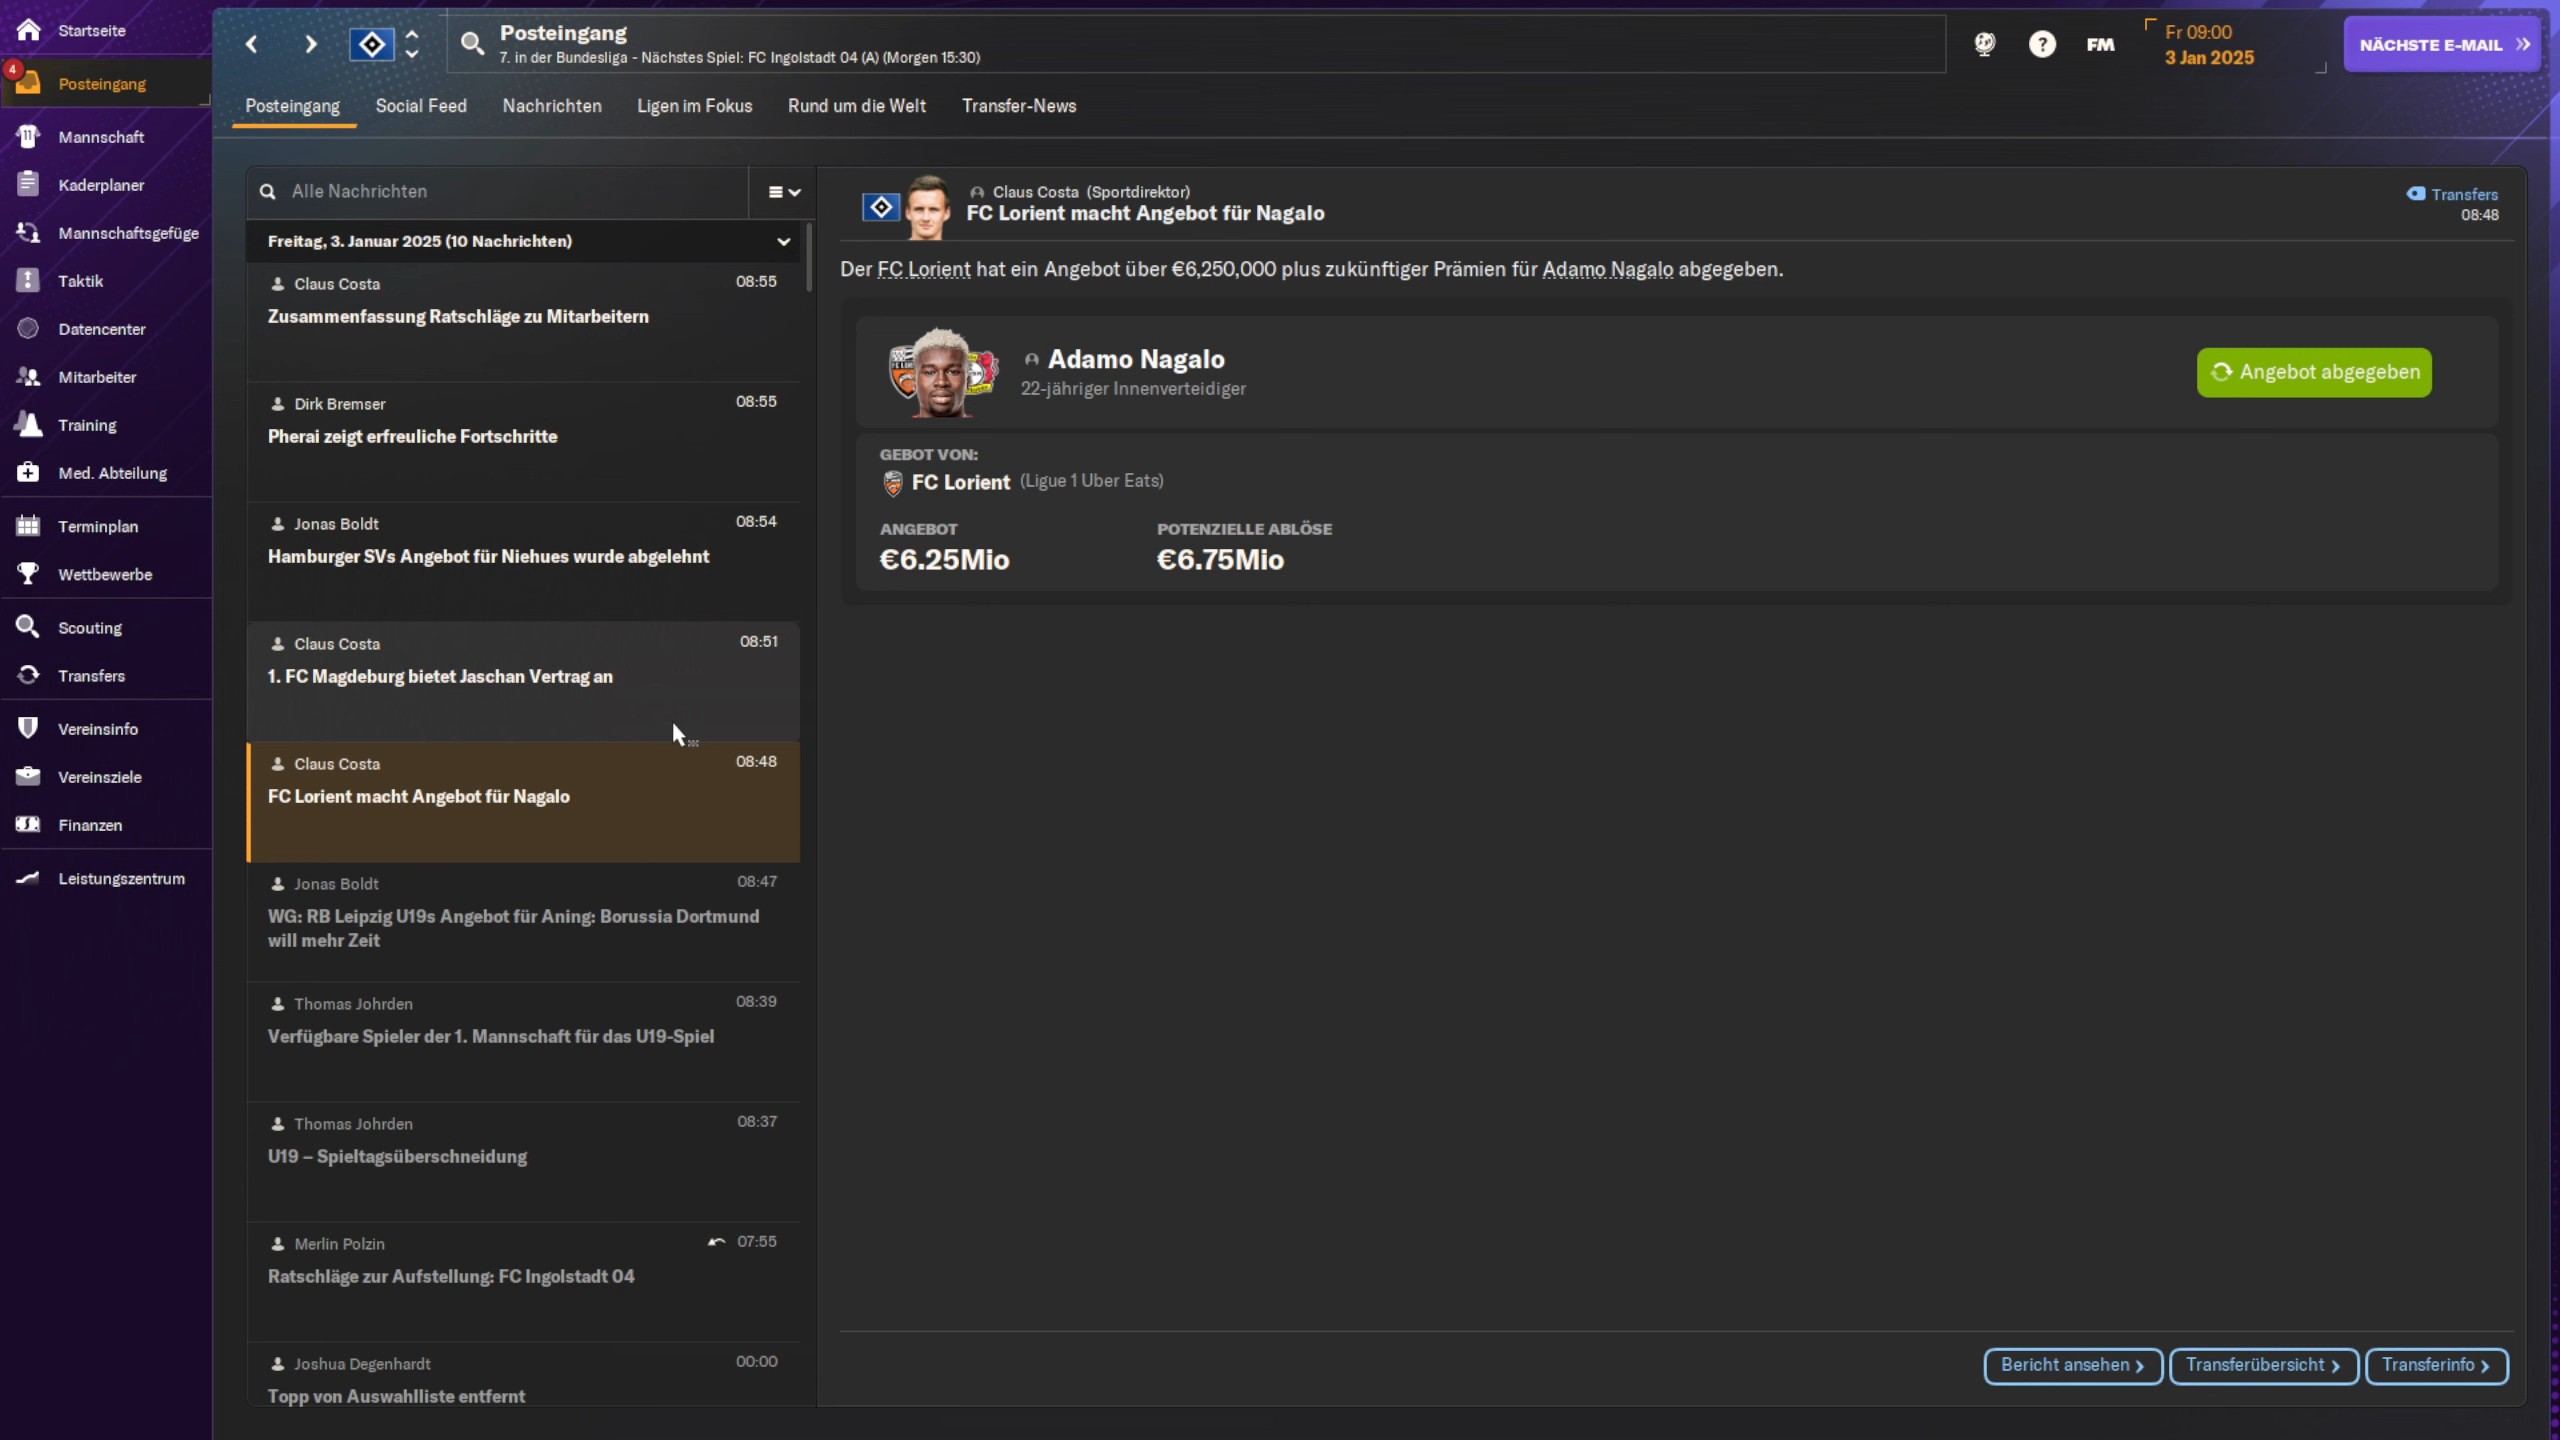 Startseite
4
Posteingang
Mannschaft
Kaderplaner
Mannschaftsgefüge
Taktik
Datencenter
Mitarbeiter
Training
Med. Abteilung
Terminplan
Wettbewerbe
Scouting
Transfers
Vereinsinfo
Vereinsziele
Finanzen
Leistungszentrum
Posteingang
7. in der Bundesliga - Nächstes Spiel: FC Ingolstadt 04 (A) (Morgen 15:30)
?
FM
Fr 09:00
3 Jan 2025
NÄCHSTE E-MAIL
Posteingang Social Feed Nachrichten Ligen im Fokus Rund um die Welt Transfer-News
Alle Nachrichten
Freitag, 3. Januar 2025 (10 Nachrichten)
Claus Costa 08:55
Zusammenfassung Ratschläge zu Mitarbeitern
Dirk Bremser 08:55
Pherai zeigt erfreuliche Fortschritte
Jonas Boldt 08:54
Hamburger SVs Angebot für Niehues wurde abgelehnt
Claus Costa 08:51
1. FC Magdeburg bietet Jaschan Vertrag an
Claus Costa 08:48
FC Lorient macht Angebot für Nagalo
Jonas Boldt 08:47
WG: RB Leipzig U19s Angebot für Aning: Borussia Dortmund
will mehr Zeit
Thomas Johrden 08:39
Verfügbare Spieler der 1. Mannschaft für das U19-Spiel
Thomas Johrden 08:37
U19 – Spieltagsüberschneidung
Merlin Polzin 07:55
Ratschläge zur Aufstellung: FC Ingolstadt 04
Joshua Degenhardt 00:00
Topp von Auswahlliste entfernt
Claus Costa (Sportdirektor)
FC Lorient macht Angebot für Nagalo
Transfers
08:48
Der FC Lorient hat ein Angebot über €6,250,000 plus zukünftiger Prämien für Adamo Nagalo abgegeben.
Adamo Nagalo
22-jähriger Innenverteidiger
Angebot abgegeben
GEBOT VON:
FC Lorient (Ligue 1 Uber Eats)
ANGEBOT POTENZIELLE ABLÖSE
€6.25Mio €6.75Mio
Bericht ansehen Transferübersicht Transferinfo